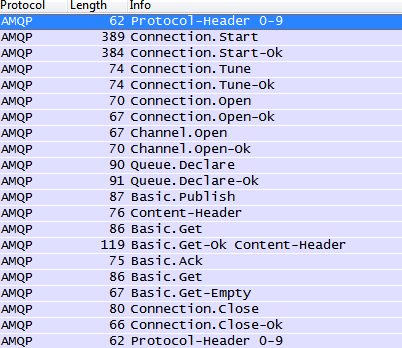 Protocol Length Info
AMQP 62 Protocol-Header 0-9
AMQP 389 Connection.Start
AMQP 384 Connection.Start-Ok
AMQP 74 Connection.Tune
AMQP 74 Connection.Tune-Ok
AMQP 70 Connection.Open
AMQP 67 Connection.Open-Ok
AMQP 67 Channel.Open
AMQP 70 Channel.Open-Ok
AMQP 90 Queue.Declare
AMQP 91 Queue.Declare-Ok
AMQP 87 Basic.Publish
AMQP 76 Content-Header
AMQP 86 Basic.Get
AMQP 119 Basic.Get-Ok Content-Header
AMQP 75 Basic.Ack
AMQP 86 Basic.Get
AMQP 67 Basic.Get-Empty
AMQP 80 Connection.Close
AMQP 66 Connection.Close-Ok
AMQP 62 Protocol-Header 0-9